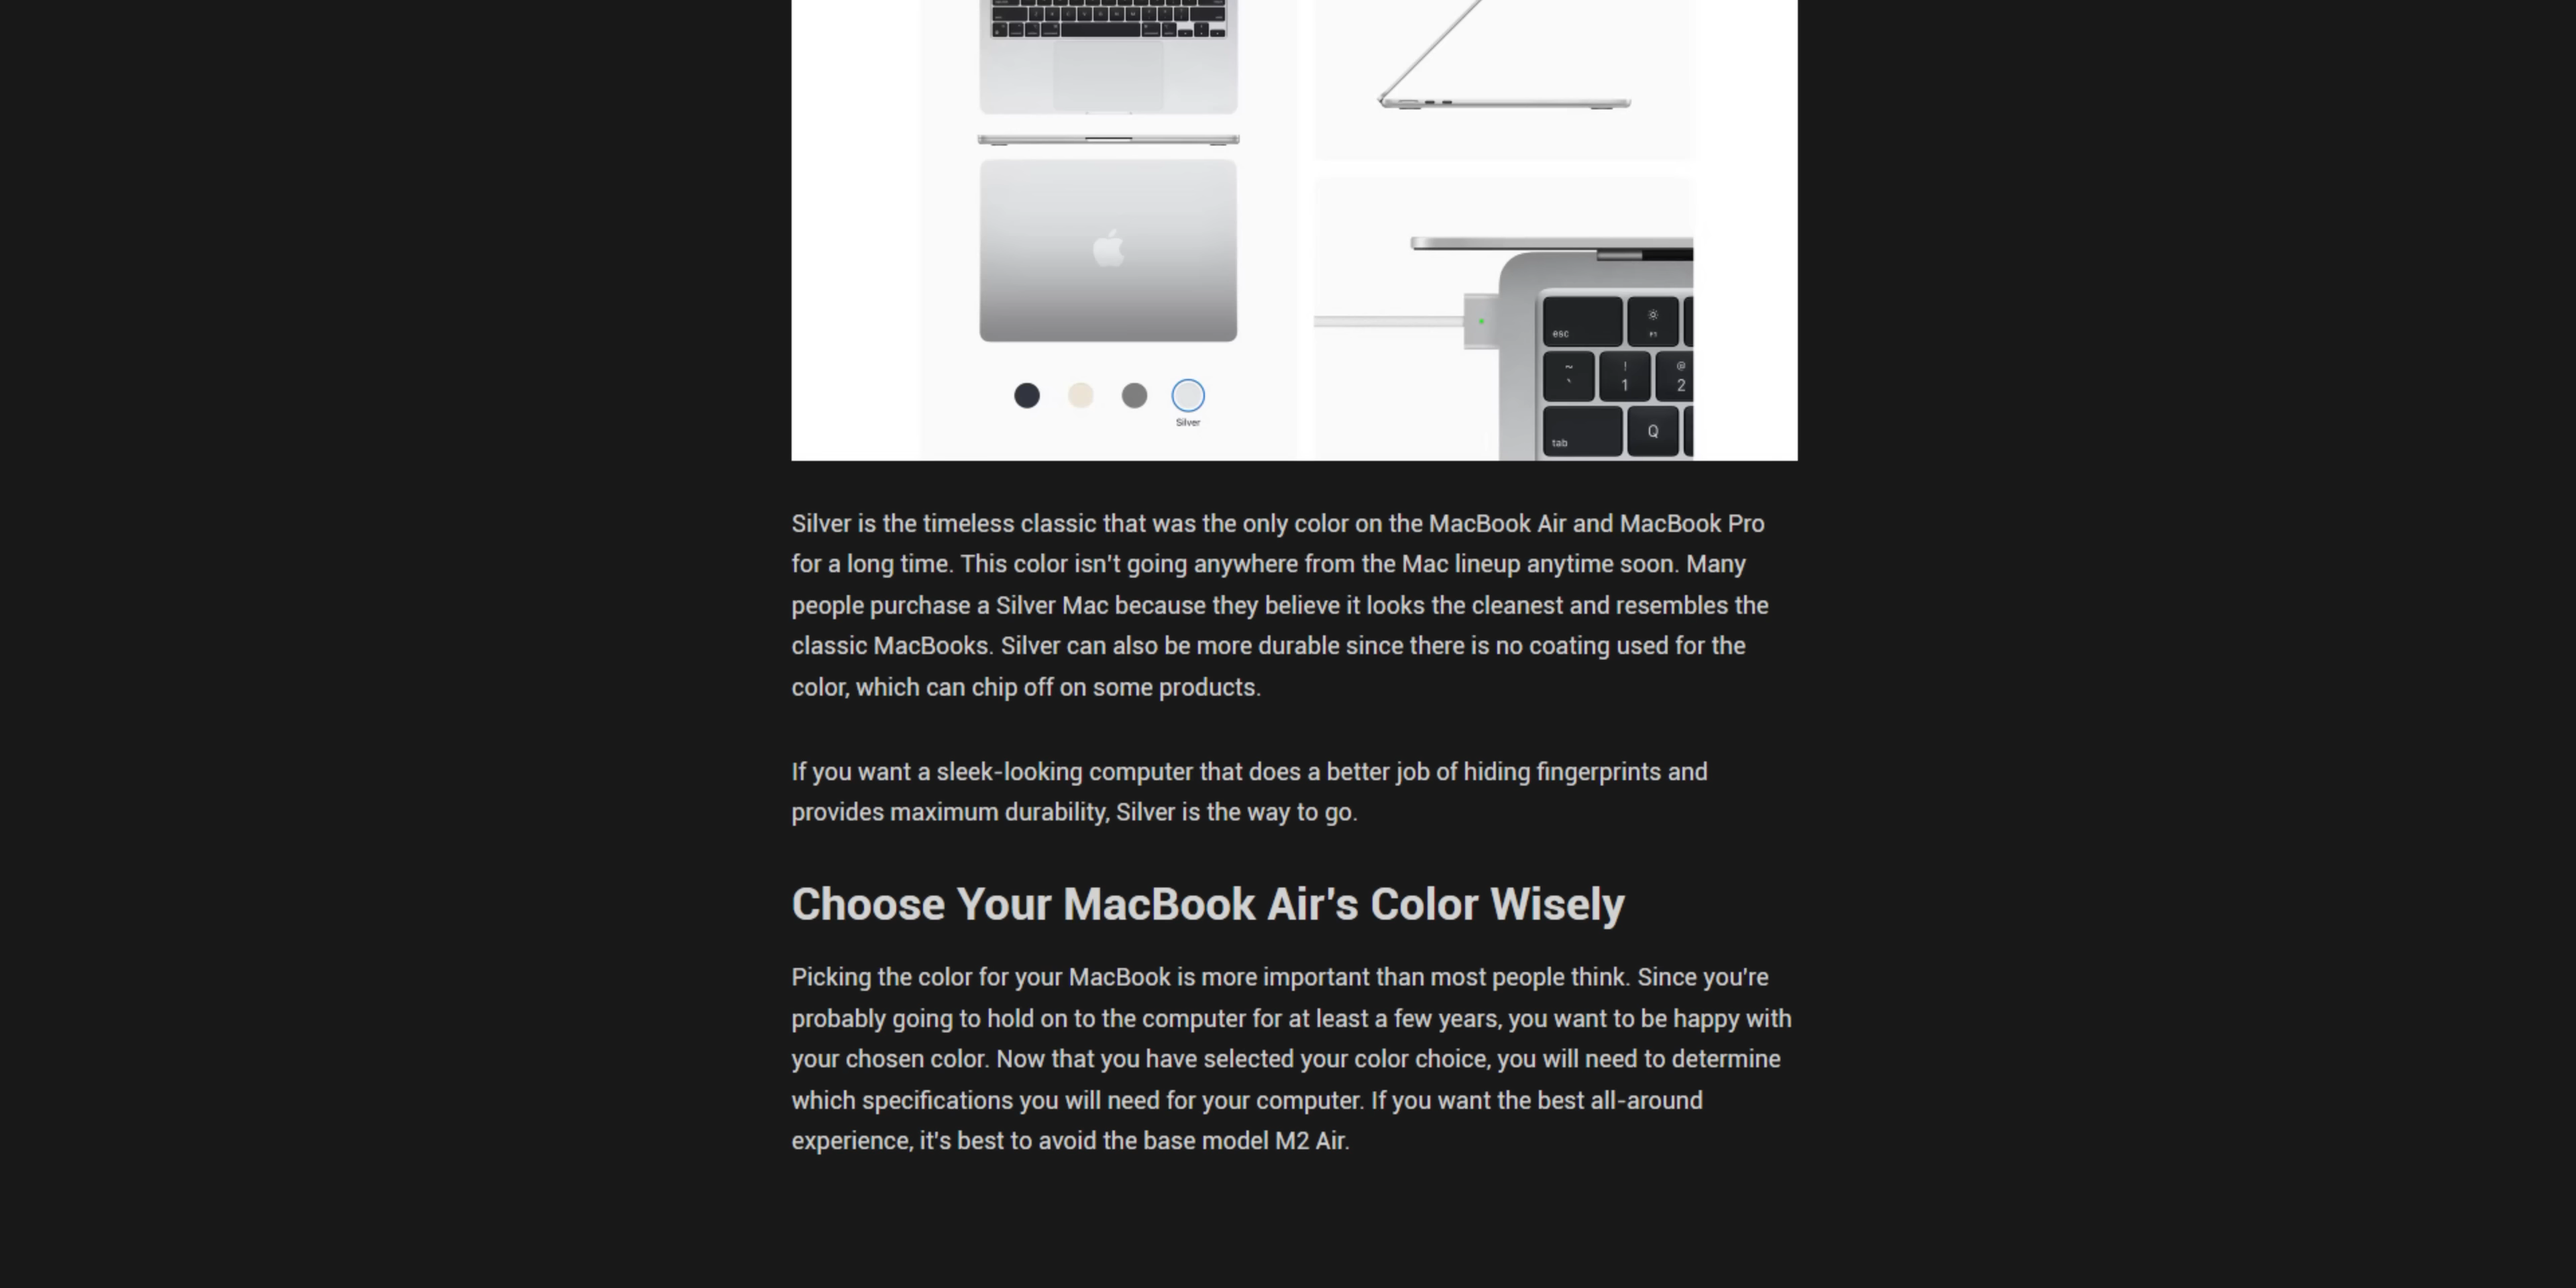 esc
F1
~
`
!
1
@
2
tab
Q
Silver
Silver is the timeless classic that was the only color on the MacBook Air and MacBook Pro
for a long time. This color isn't going anywhere from the Mac lineup anytime soon. Many
people purchase a Silver Mac because they believe it looks the cleanest and resembles the
classic MacBooks. Silver can also be more durable since there is no coating used for the
color, which can chip off on some products.
If you want a sleek-looking computer that does a better job of hiding fingerprints and
provides maximum durability, Silver is the way to go.
Choose Your MacBook Air's Color Wisely
Picking the color for your MacBook is more important than most people think. Since you're
probably going to hold on to the computer for at least a few years, you want to be happy with
your chosen color. Now that you have selected your color choice, you will need to determine
which specifications you will need for your computer. If you want the best all-around
experience, it's best to avoid the base model M2 Air.